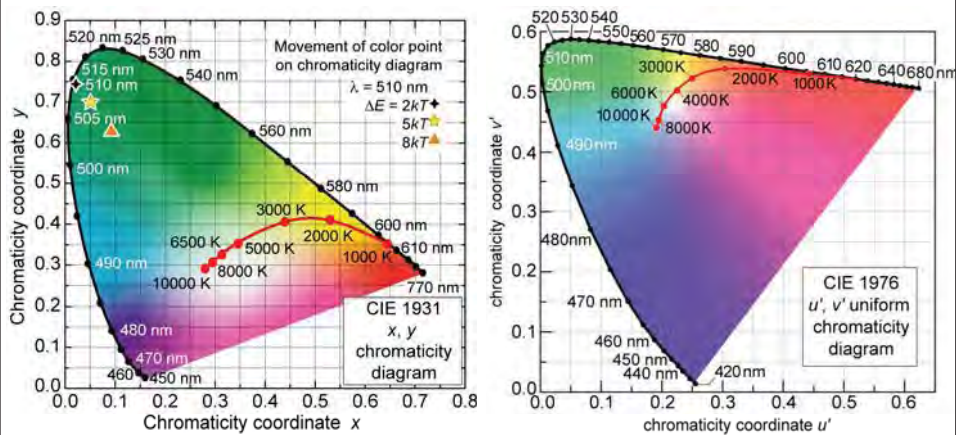 0.9
0.8
0.7
0.6
0.5
0.4
0.3
0.2
0.1
0.0
0.0 0.1 0.2 0.3 0.4 0.5 0.6 0.7 0.8
Chromaticity coordinate y
Chromaticity coordinate x
520 nm
525 nm
530 nm
540 nm
515 nm
510 nm
505 nm
500 nm
490 nm
480 nm
470 nm
460
450 nm
560 nm
580 nm
600 nm
610 nm
770 nm
Movement of color point
on chromaticity diagram
λ = 510 nm
ΔE = 2kT
5kT
8kT
3000 K
2000 K
1000 K
6500 K
5000 K
8000 K
10000 K
CIE 1931
x, y
chromaticity
diagram
0.6
0.5
0.4
0.3
0.2
0.1
0.0
0.0 0.1 0.2 0.3 0.4 0.5 0.6
chromaticity coordinate v'
chromaticity coordinate u'
520 530 540
550
560
570
580
590
600
610
620
640
680 nm
510nm
500nm
490nm
480nm
470 nm
460 nm
450 nm
440 nm
420 nm
3000K
2000K
1000K
6000K
4000K
10000K
8000K
CIE 1976
u', v' uniform
chromaticity
diagram